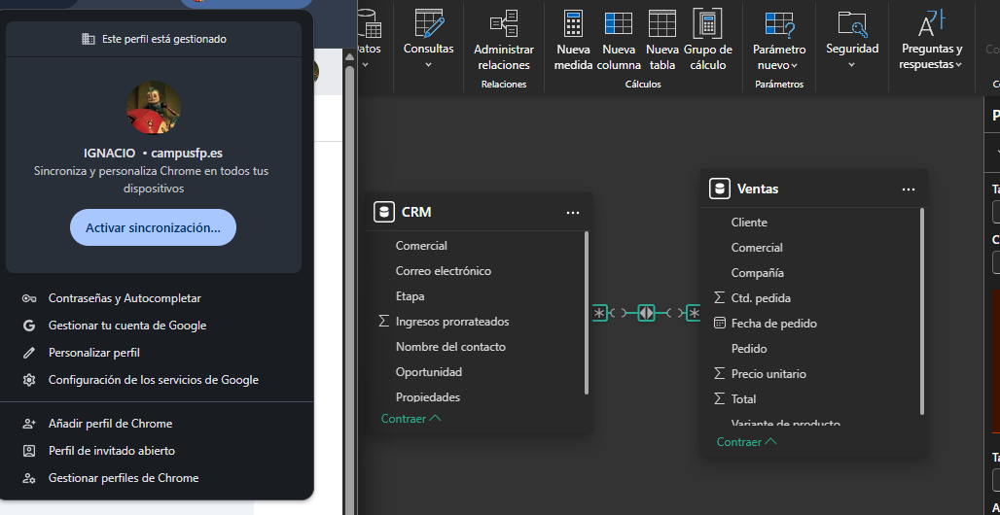 Este perfil está gestionado
IGNACIO • campusfp.es
Sincroniza y personaliza Chrome en todos tus
dispositivos
Activar sincronización...
Contraseñas y Autocompletar
Gestionar tu cuenta de Google
Personalizar perfil
Configuración de los servicios de Google
Añadir perfil de Chrome
Perfil de invitado abierto
Gestionar perfiles de Chrome
Consultas
Administrar
relaciones
Relaciones
Nueva
medida
Nueva
columna
Nueva
tabla
Grupo de
cálculo
Cálculos
Parámetro
nuevo
Parámetros
Seguridad
Preguntas y
respuestas
CRM
Comercial
Correo electrónico
Etapa
Ingresos prorrateados
Nombre del contacto
Oportunidad
Propiedades
Contraer
Ventas
Cliente
Comercial
Compañía
Ctd. pedida
Fecha de pedido
Pedido
Precio unitario
Total
Variante de producto
Contraer